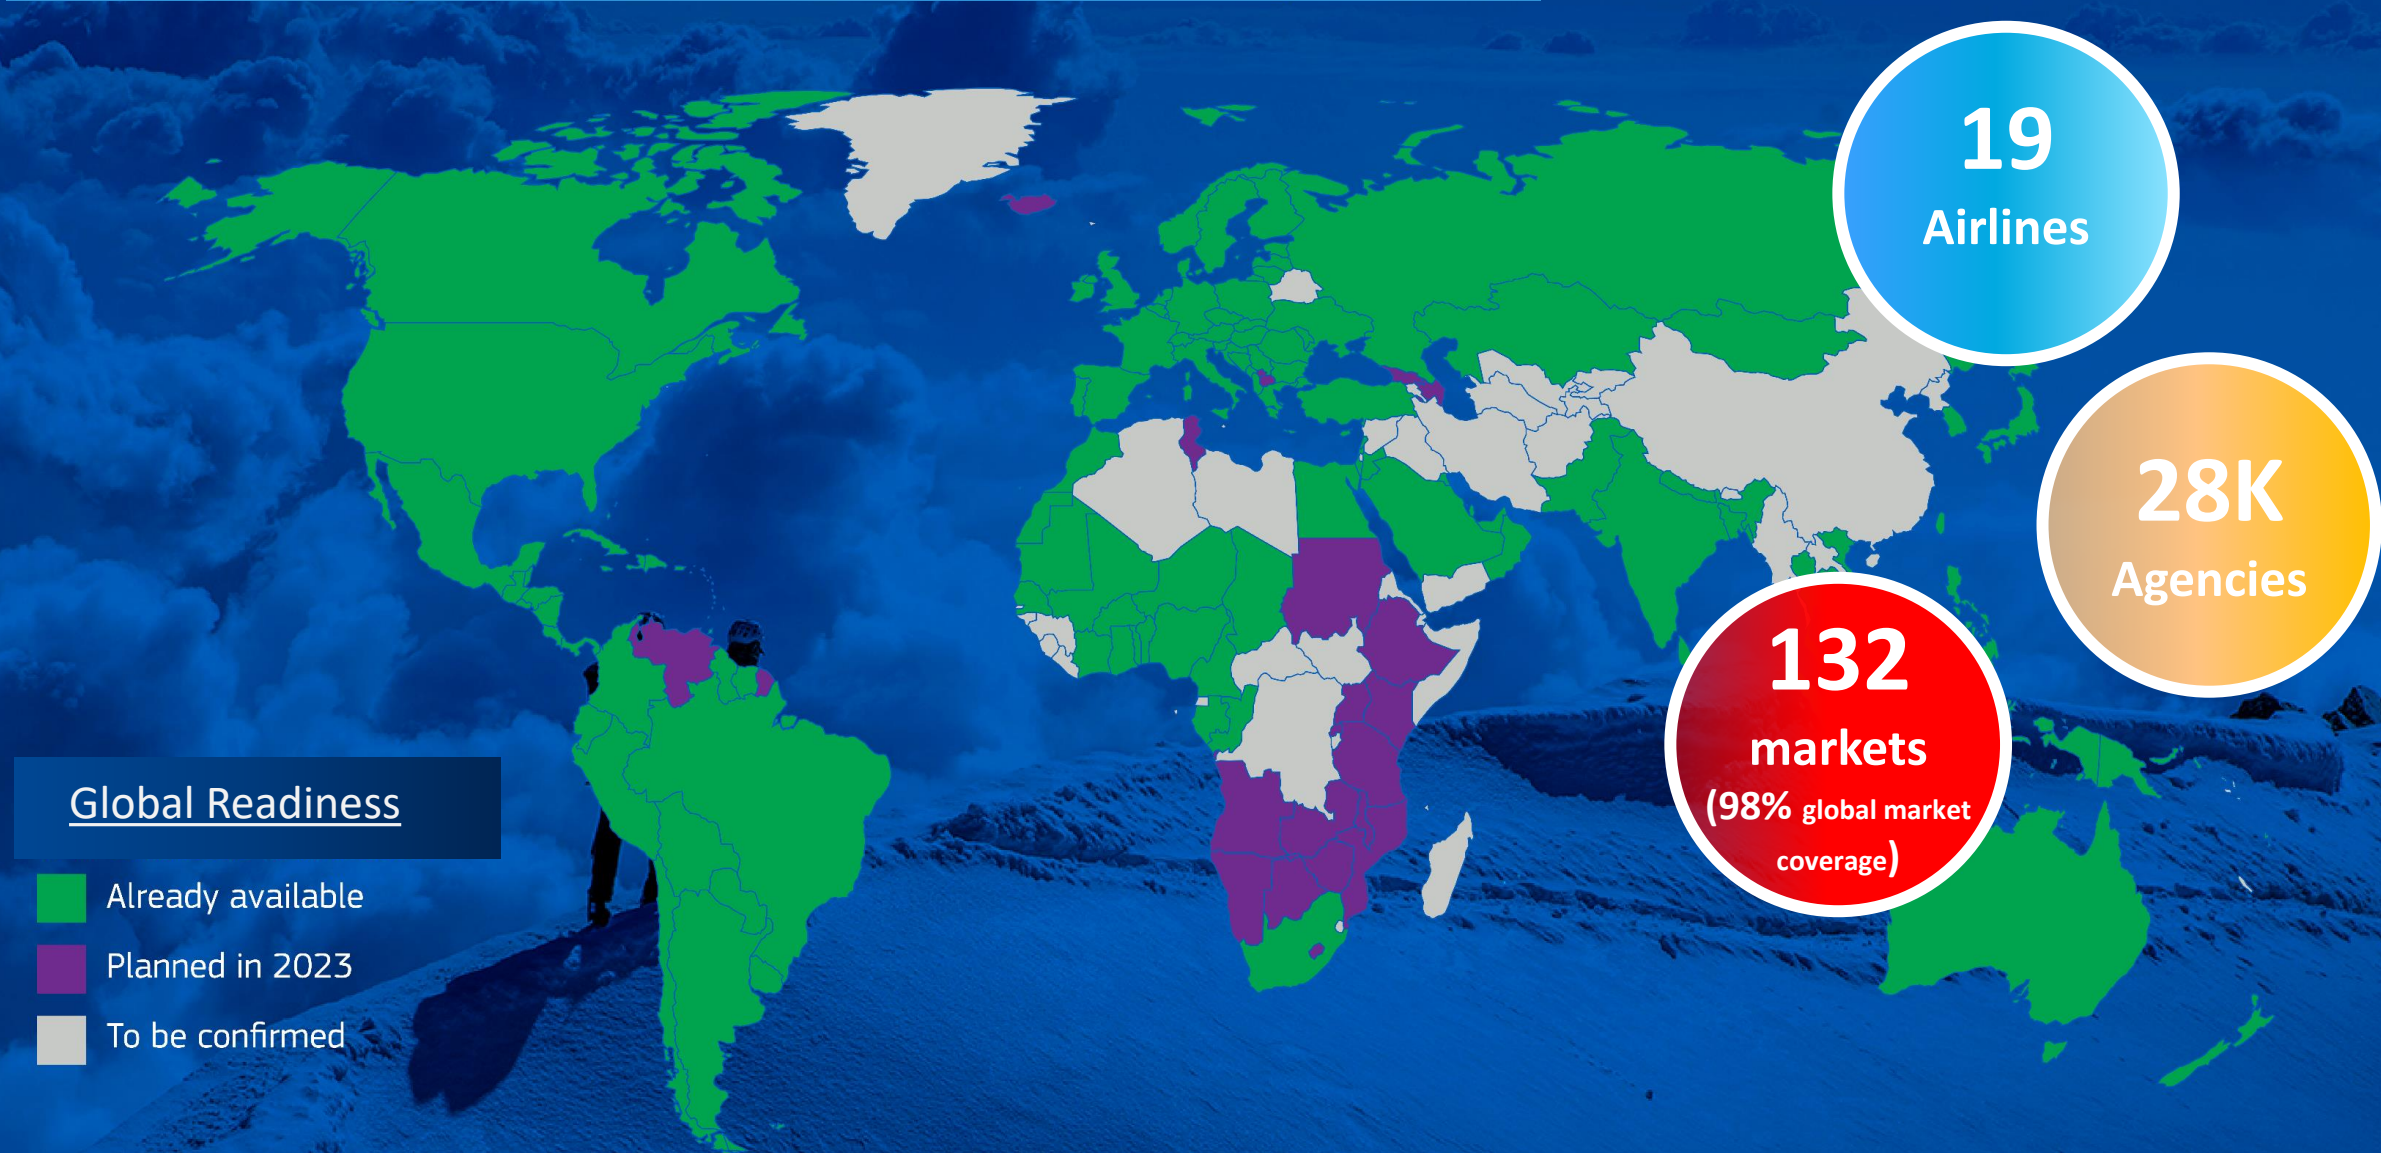 19
Airlines
28K
Agencies
132
markets
(98% global market
coverage)
Global Readiness
Already available
Planned in 2023
To be confirmed